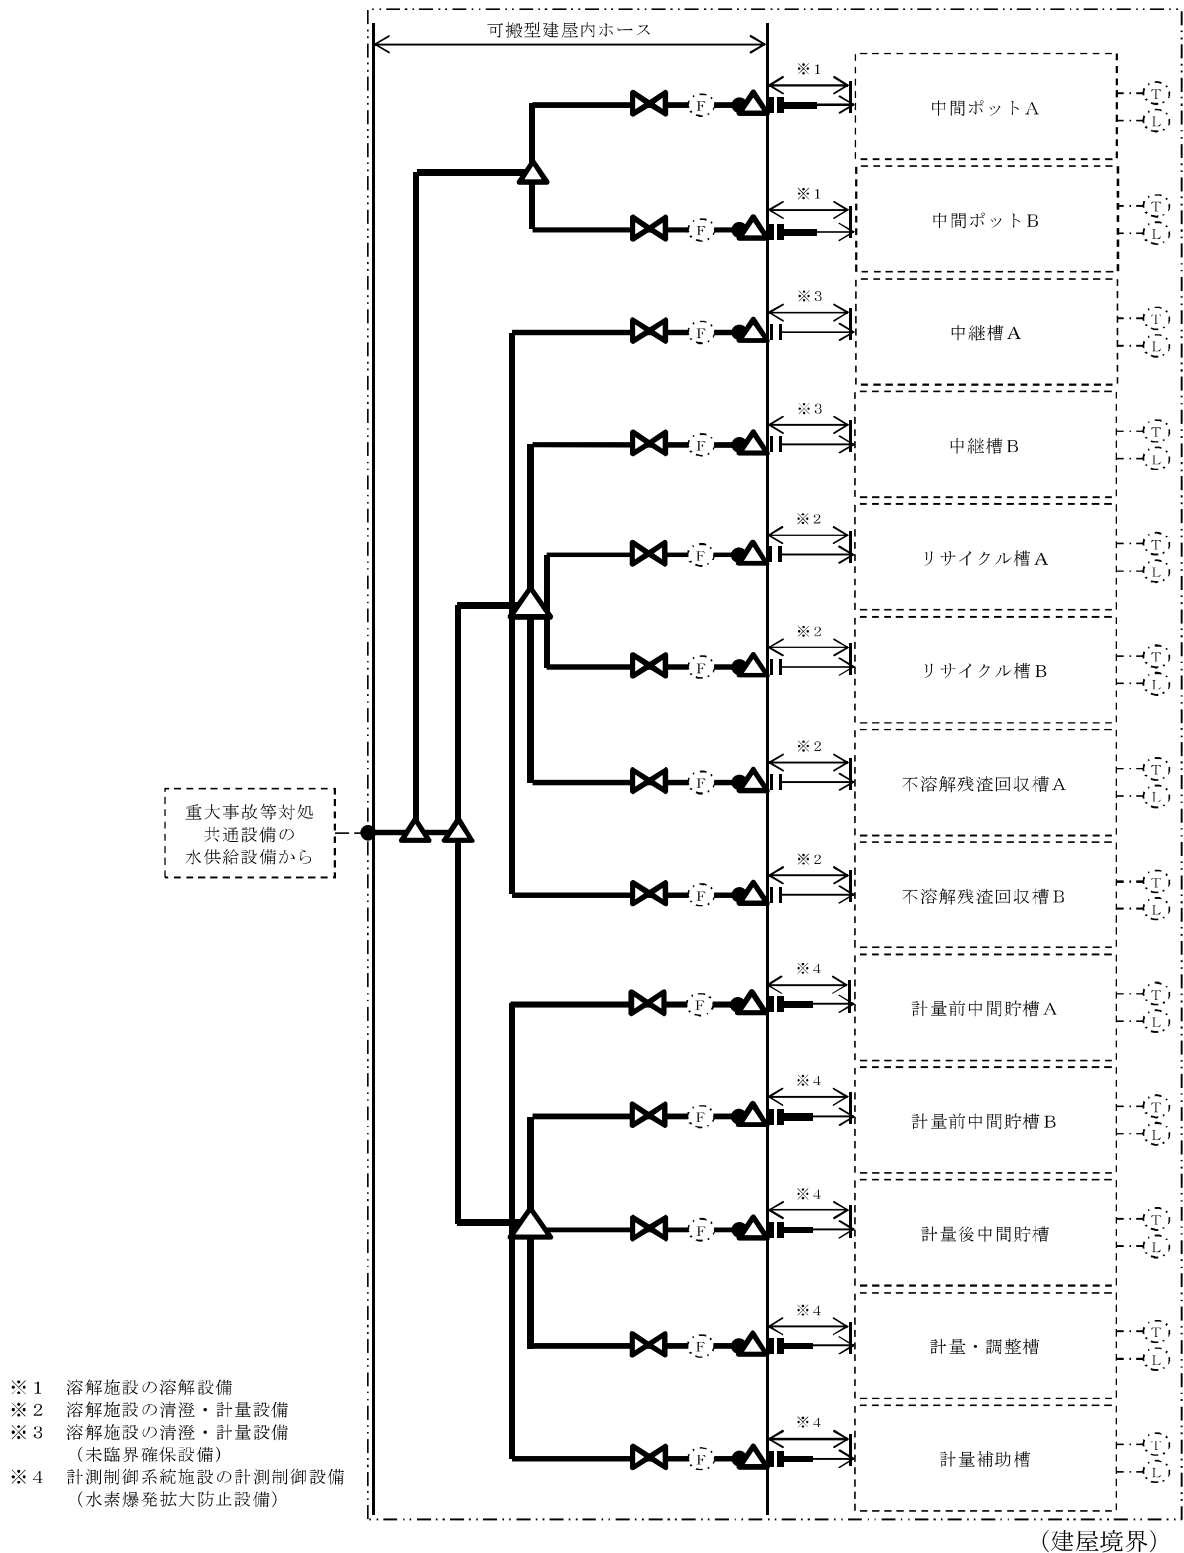 可搬型建屋内ホース
※1
F
中間ポットA
T
L
※1
F
中間ポットB
T
L
※3
F
中継槽A
T
L
※3
F
中継槽B
T
L
※2
F
リサイクル槽A
T
L
※2
F
リサイクル槽B
T
L
※2
F
不溶解残渣回収槽A
T
L
重大事故等対処
共通設備の
水供給設備から
※2
F
不溶解残渣回収槽B
T
L
※4
F
計量前中間貯槽A
T
L
※4
F
計量前中間貯槽B
T
L
※4
F
計量後中間貯槽
T
L
※4
F
計量・調整槽
T
L
※4
F
計量補助槽
T
L
※1 溶解施設の溶解設備
※2 溶解施設の清澄・計量設備
※3 溶解施設の清澄・計量設備
（未臨界確保設備）
※4 計測制御系統施設の計測制御設備
（水素爆発拡大防止設備）
（建屋境界）